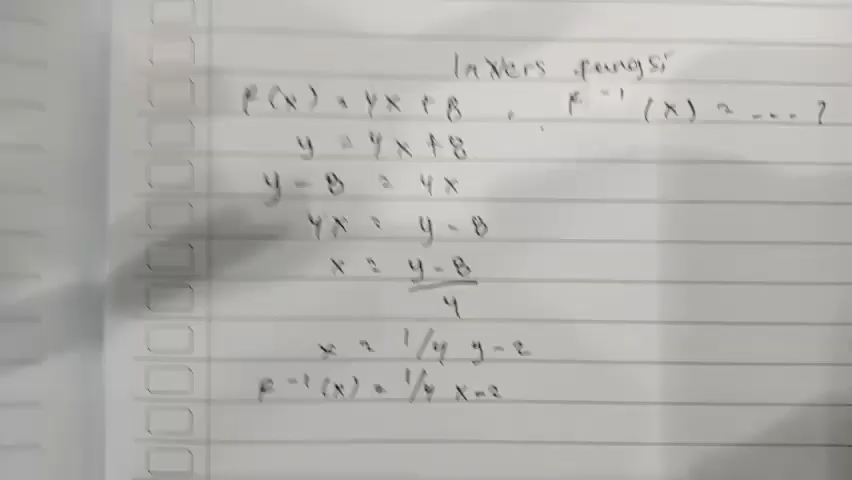 Invers fungsi
F(x) = 4x + 8 , F⁻¹(x) = ....?
y = 4x + 8
y - 8 = 4x
4x = y - 8
x = y - 8
4
x = 1/4 y - 2
F⁻¹(x) = 1/4 x - 2